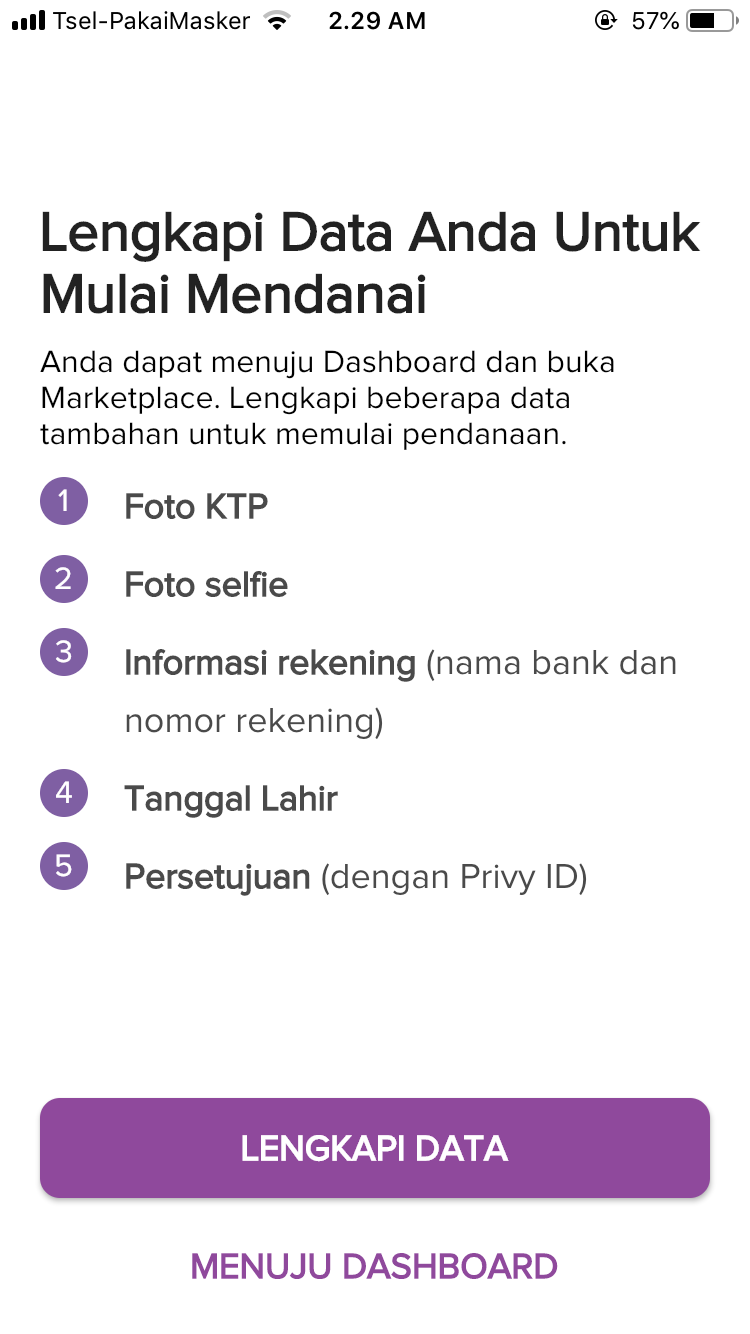 Tsel-PakaiMasker 2.29 AM 57%
Lengkapi Data Anda Untuk
Mulai Mendanai
Anda dapat menuju Dashboard dan buka
Marketplace. Lengkapi beberapa data
tambahan untuk memulai pendanaan.
1 Foto KTP
2 Foto selfie
3 Informasi rekening (nama bank dan
nomor rekening)
4 Tanggal Lahir
5 Persetujuan (dengan Privy ID)
LENGKAPI DATA
MENUJU DASHBOARD